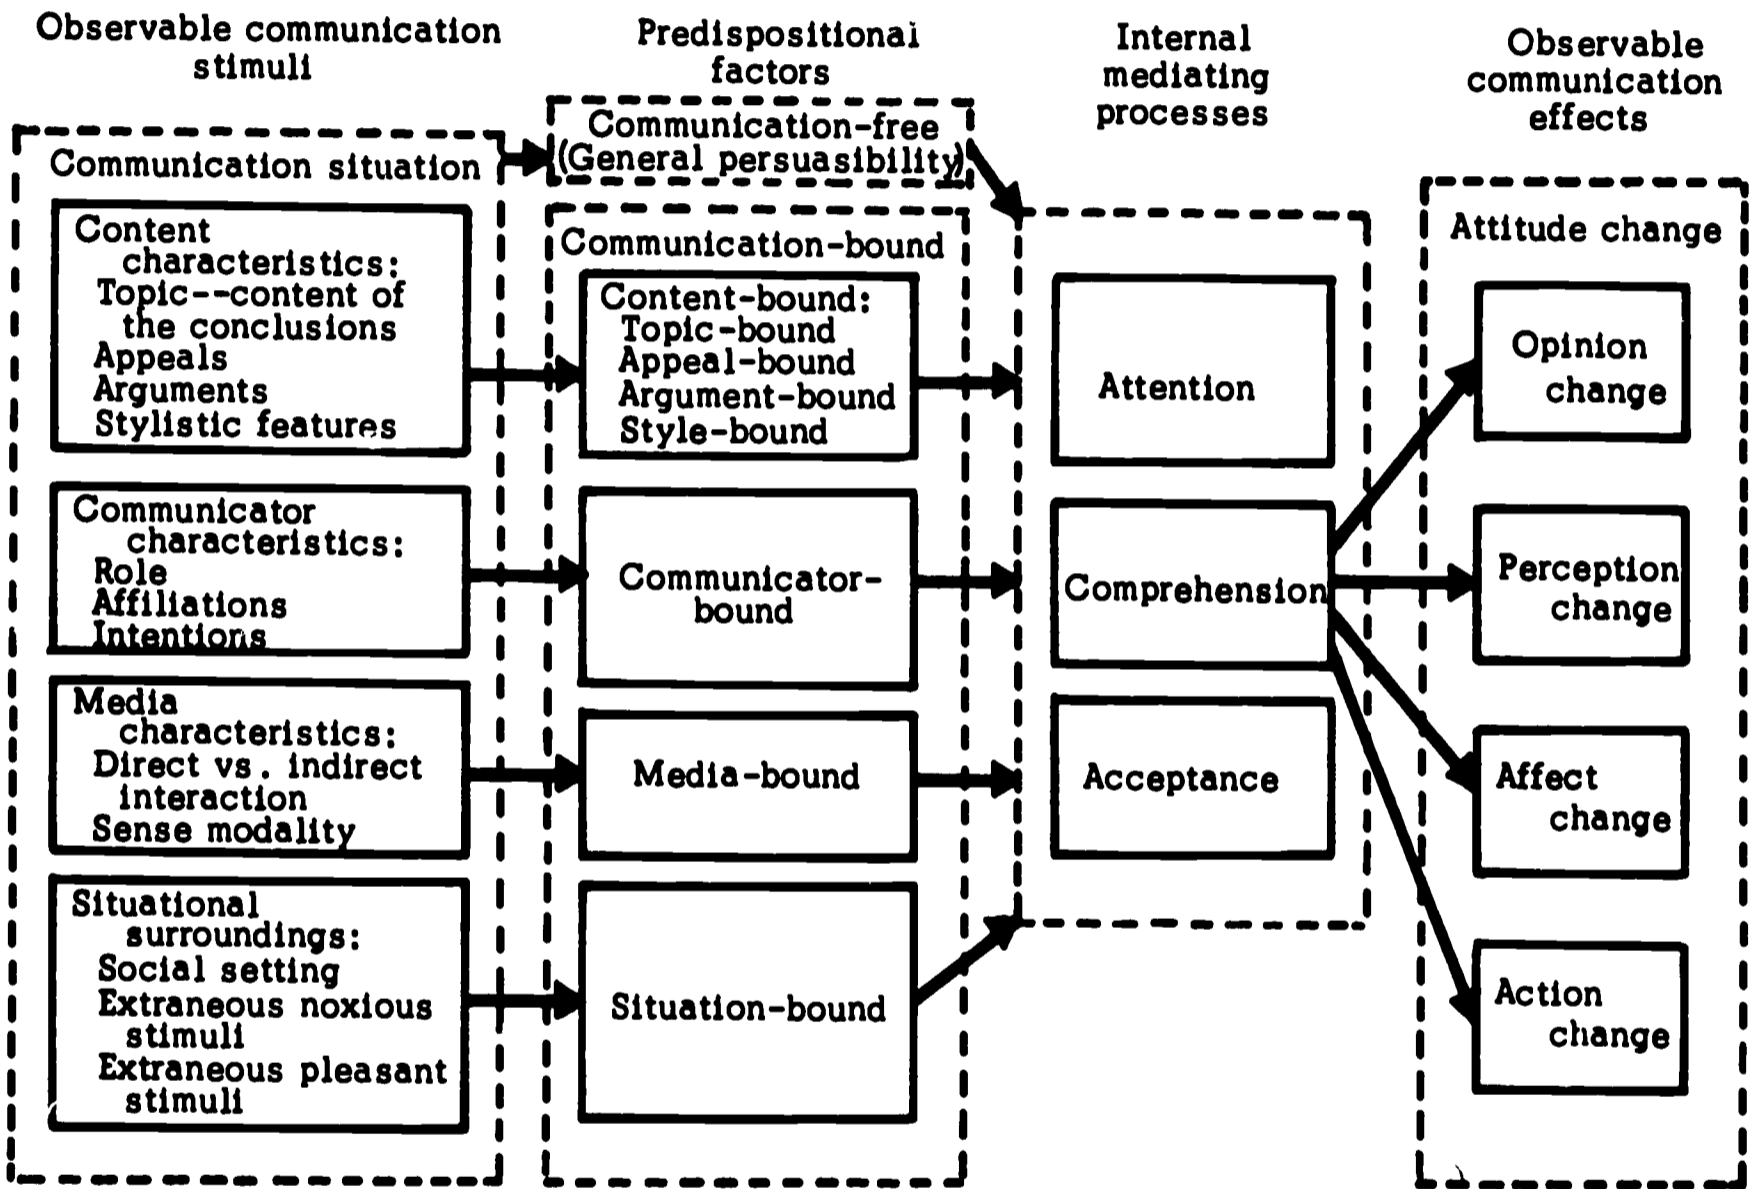 Observable communication
stimuli
Communication situation
Content
characteristics:
Topic--content of
the conclusions
Appeals
Arguments
Stylistic features
Communicator
characteristics:
Role
Affiliations
Intentions
Media
characteristics:
Direct vs. indirect
interaction
Sense modality
Situational
surroundings:
Social setting
Extraneous noxious
stimuli
Extraneous pleasant
stimuli
Predispositional
factors
Communication-free
(General persuasibility)
Communication-bound
Content-bound:
Topic-bound
Appeal-bound
Argument-bound
Style-bound
Communicator-
bound
Media-bound
Situation-bound
Internal
mediating
processes
Attention
Comprehension
Acceptance
Observable
communication
effects
Attitude change
Opinion
change
Perception
change
Affect
change
Action
change